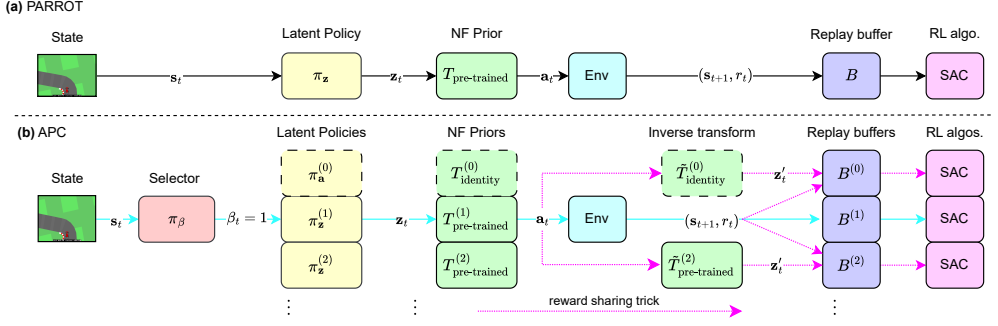 (a) PARROT
State
Latent Policy
NF Prior
Replay buffer
RL algo.
s_t
π_z
z_t
T_pre-trained
a_t
Env
(s_{t+1}, r_t)
B
SAC
(b) APC
Latent Policies
NF Priors
Inverse transform
Replay buffers
RL algos.
State
Selector
π_a^{(0)}
T_identity^{(0)}
T̃_identity^{(0)}
z′_t
B^{(0)}
SAC
s_t
π_β
β_t = 1
π_z^{(1)}
z_t
T_pre-trained^{(1)}
a_t
Env
(s_{t+1}, r_t)
B^{(1)}
SAC
π_z^{(2)}
T_pre-trained^{(2)}
T̃_pre-trained^{(2)}
z′_t
B^{(2)}
SAC
⋮ ⋮ ⋮
reward sharing trick